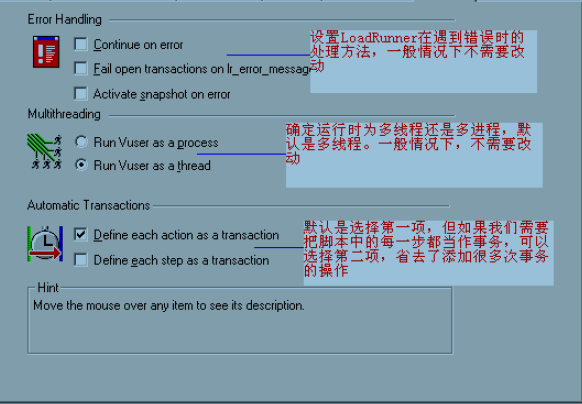 Error Handling
Continue on error
Fail open transactions on lr_error_messag
Activate snapshot on error
设置LoadRunner在遇到错误时的
处理方法，一般情况下不需要改
动
Multithreading
Run Vuser as a process
Run Vuser as a thread
确定运行时为多线程还是多进程，默
认是多线程。一般情况下，不需要改
动
Automatic Transactions
Define each action as a transaction
Define each step as a transaction
默认是选择第一项，但如果我们需要
把脚本中的每一步都当作事务，可以
选择第二项，省去了添加很多次事务
的操作
Hint
Move the mouse over any item to see its description.